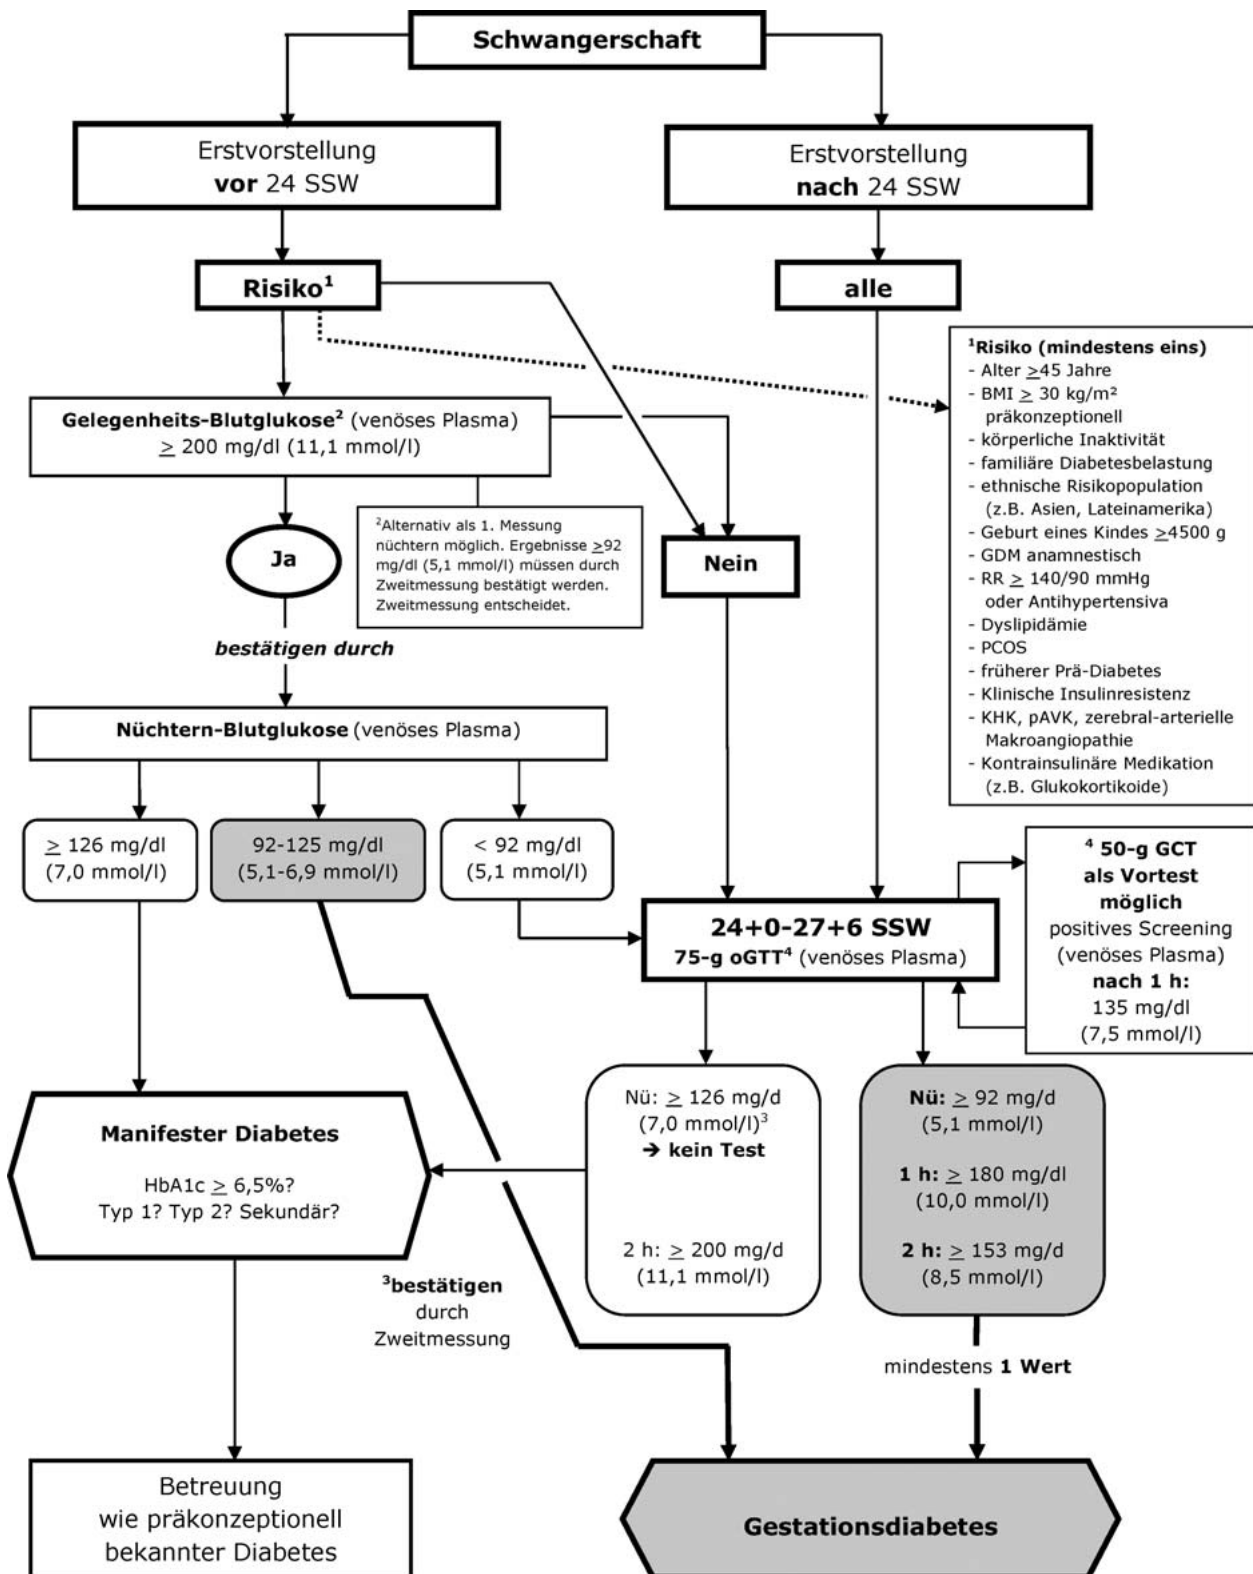 Schwangerschaft
Erstvorstellung
vor 24 SSW
Erstvorstellung
nach 24 SSW
Risiko¹
alle
¹Risiko (mindestens eins)
- Alter ≥45 Jahre
- BMI ≥ 30 kg/m²
präkonzeptionell
- körperliche Inaktivität
- familiäre Diabetesbelastung
- ethnische Risikopopulation
(z.B. Asien, Lateinamerika)
- Geburt eines Kindes ≥4500 g
- GDM anamnestisch
- RR ≥ 140/90 mmHg
oder Antihypertensiva
- Dyslipidämie
- PCOS
- früherer Prä-Diabetes
- Klinische Insulinresistenz
- KHK, pAVK, zerebral-arterielle
Makroangiopathie
- Kontrainsulinäre Medikation
(z.B. Glukokortikoide)
Gelegenheits-Blutglukose² (venöses Plasma)
≥ 200 mg/dl (11,1 mmol/l)
²Alternativ als 1. Messung
nüchtern möglich. Ergebnisse ≥92
mg/dl (5,1 mmol/l) müssen durch
Zweitmessung bestätigt werden.
Zweitmessung entscheidet.
Ja
Nein
bestätigen durch
Nüchtern-Blutglukose (venöses Plasma)
≥ 126 mg/dl
(7,0 mmol/l)
92-125 mg/dl
(5,1-6,9 mmol/l)
< 92 mg/dl
(5,1 mmol/l)
⁴ 50-g GCT
als Vortest
möglich
positives Screening
(venöses Plasma)
nach 1 h:
135 mg/dl
(7,5 mmol/l)
24+0-27+6 SSW
75-g oGTT⁴ (venöses Plasma)
Nü: ≥ 126 mg/d
(7,0 mmol/l)³
→ kein Test
2 h: ≥ 200 mg/d
(11,1 mmol/l)
Nü: ≥ 92 mg/d
(5,1 mmol/l)
1 h: ≥ 180 mg/dl
(10,0 mmol/l)
2 h: ≥ 153 mg/d
(8,5 mmol/l)
Manifester Diabetes
HbA1c ≥ 6,5%?
Typ 1? Typ 2? Sekundär?
³bestätigen
durch
Zweitmessung
mindestens 1 Wert
Betreuung
wie präkonzeptionell
bekannter Diabetes
Gestationsdiabetes